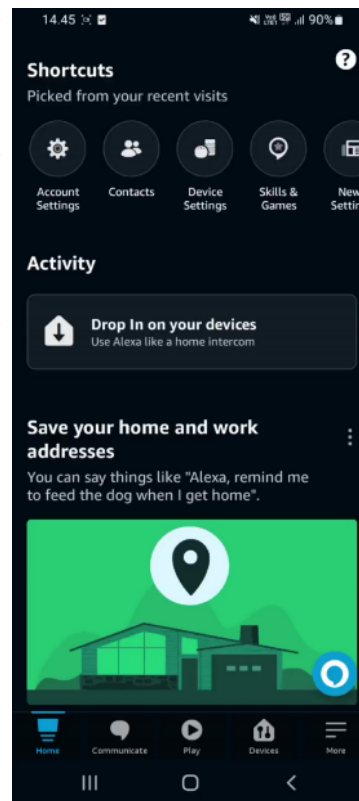 14.45
90%
Shortcuts
Picked from your recent visits
Account
Settings
Contacts
Device
Settings
Skills &
Games
New
Settin
Activity
Drop In on your devices
Use Alexa like a home intercom
Save your home and work
addresses
You can say things like "Alexa, remind me
to feed the dog when I get home".
Home
Communicate
Play
Devices
More